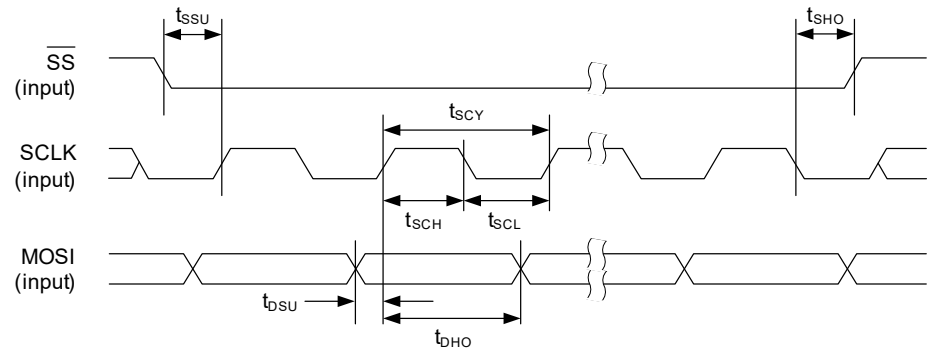 tSSU
tSHO
SS
(input)
tSCY
SCLK
(input)
tSCH
tSCL
MOSI
(input)
tDSU
tDHO